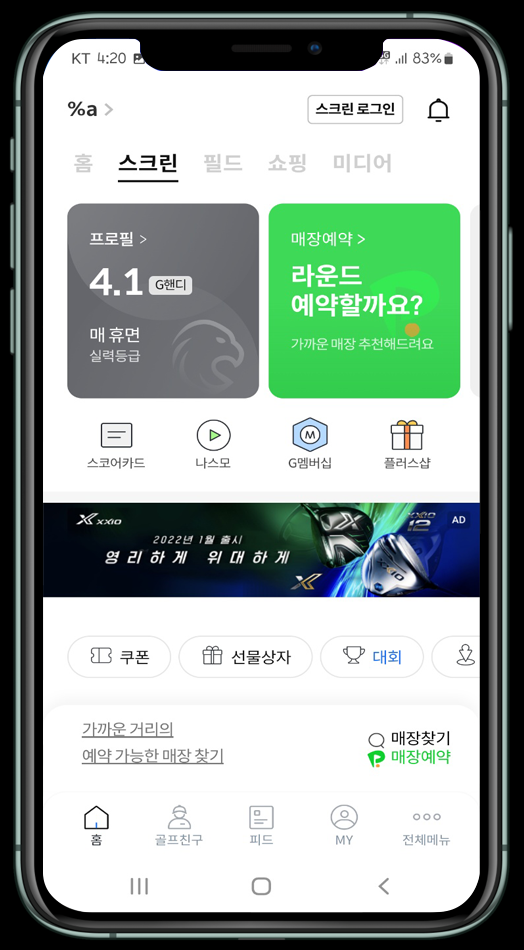 KT 4:20
83%
%a >
스크린 로그인
홈 스크린 필드 쇼핑 미디어
프로필 >
4.1 G핸디
매 휴면
실력등급
매장예약 >
라운드
예약할까요?
가까운 매장 추천해드려요
스코어카드
나스모
M
G멤버십
플러스샵
XXIO
2022년 1월 출시
영리하게 위대하게
XXIO
12
AD
XXIO
쿠폰
선물상자
대회
가까운 거리의
예약 가능한 매장 찾기
매장찾기
매장예약
홈
골프친구
피드
MY
전체메뉴